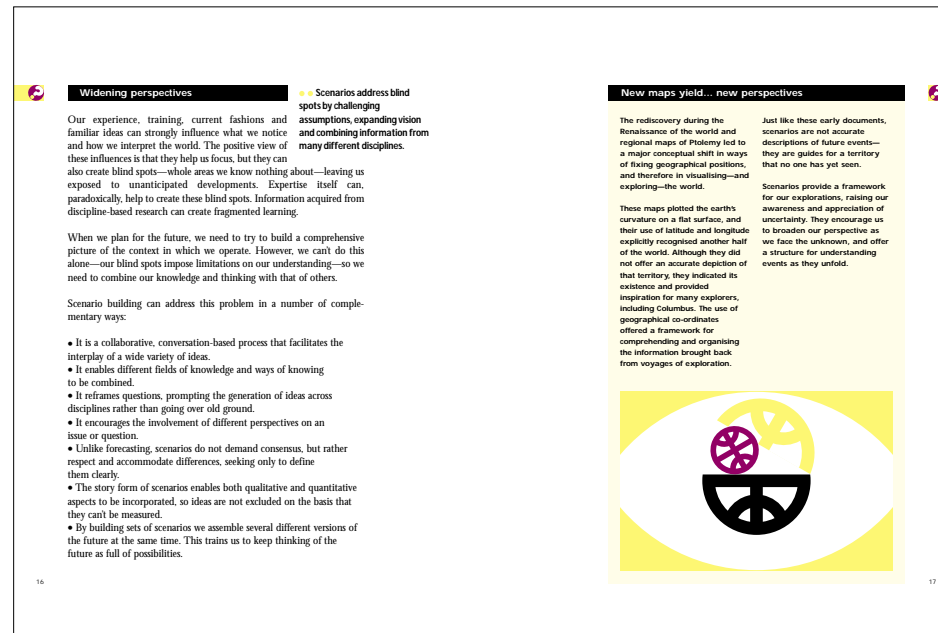 Widening perspectives
Our experience, training, current fashions and
familiar ideas can strongly influence what we notice
and how we interpret the world. The positive view of
these influences is that they help us focus, but they can
also create blind spots—whole areas we know nothing about—leaving us
exposed to unanticipated developments. Expertise itself can,
paradoxically, help to create these blind spots. Information acquired from
discipline-based research can create fragmented learning.
When we plan for the future, we need to try to build a comprehensive
picture of the context in which we operate. However, we can't do this
alone—our blind spots impose limitations on our understanding—so we
need to combine our knowledge and thinking with that of others.
Scenario building can address this problem in a number of comple-
mentary ways:
• It is a collaborative, conversation-based process that facilitates the
interplay of a wide variety of ideas.
• It enables different fields of knowledge and ways of knowing
to be combined.
• It reframes questions, prompting the generation of ideas across
disciplines rather than going over old ground.
• It encourages the involvement of different perspectives on an
issue or question.
• Unlike forecasting, scenarios do not demand consensus, but rather
respect and accommodate differences, seeking only to define
them clearly.
• The story form of scenarios enables both qualitative and quantitative
aspects to be incorporated, so ideas are not excluded on the basis that
they can't be measured.
• By building sets of scenarios we assemble several different versions of
the future at the same time. This trains us to keep thinking of the
future as full of possibilities.
Scenarios address blind
spots by challenging
assumptions, expanding vision
and combining information from
many different disciplines.
16
New maps yield... new perspectives
The rediscovery during the
Renaissance of the world and
regional maps of Ptolemy led to
a major conceptual shift in ways
of fixing geographical positions,
and therefore in visualising—and
exploring—the world.
These maps plotted the earth's
curvature on a flat surface, and
their use of latitude and longitude
explicitly recognised another half
of the world. Although they did
not offer an accurate depiction of
that territory, they indicated its
existence and provided
inspiration for many explorers,
including Columbus. The use of
geographical co-ordinates
offered a framework for
comprehending and organising
the information brought back
from voyages of exploration.
Just like these early documents,
scenarios are not accurate
descriptions of future events—
they are guides for a territory
that no one has yet seen.
Scenarios provide a framework
for our explorations, raising our
awareness and appreciation of
uncertainty. They encourage us
to broaden our perspective as
we face the unknown, and offer
a structure for understanding
events as they unfold.
17